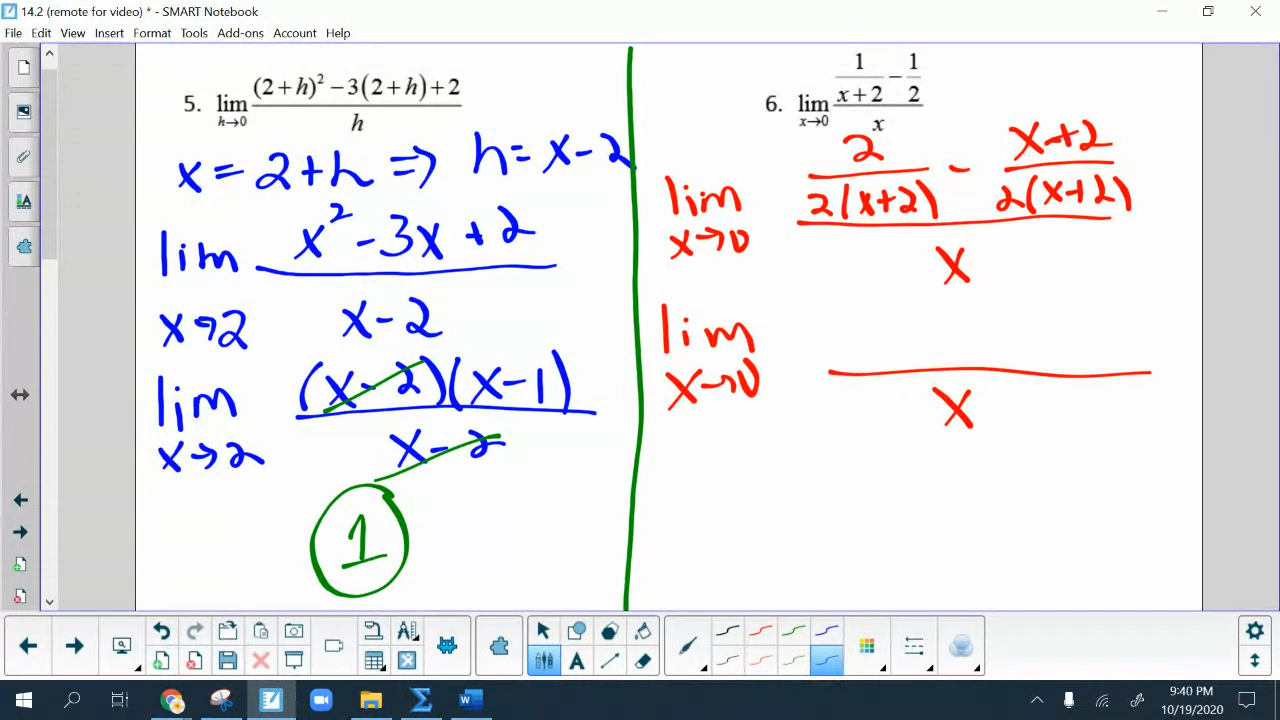 14.2 (remote for video) * - SMART Notebook
File Edit View Insert Format Tools Add-ons Account Help
5. lim h→0 ((2+h)² − 3(2+h) + 2)/h
x = 2+h ⇒ h = x−2
lim x→2 (x² − 3x + 2)/(x − 2)
lim x→2 ((x−2)(x−1))/(x−2)
1
6. lim x→0 (1/(x+2) − 1/2)/x
lim x→0 (2/(2(x+2)) − (x+2)/(2(x+2)))/x
lim x→0 /x
9:40 PM
10/19/2020